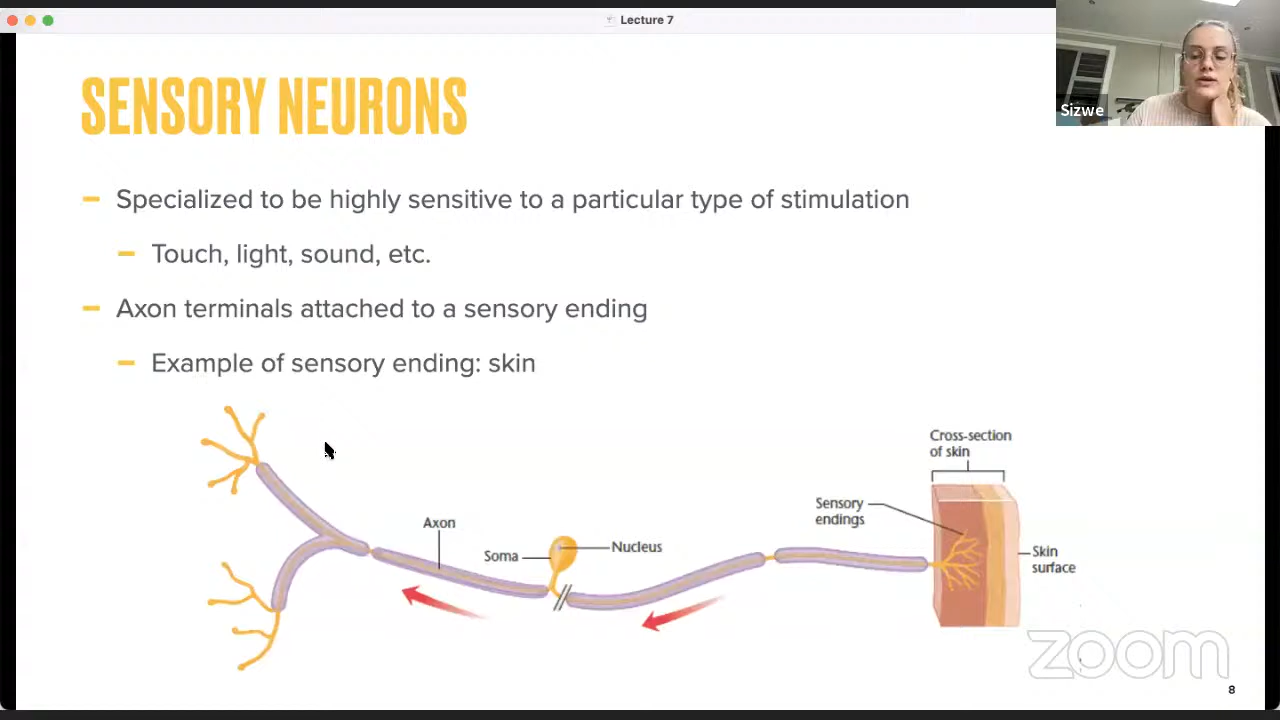 Lecture 7
Sizwe
SENSORY NEURONS
– Specialized to be highly sensitive to a particular type of stimulation
– Touch, light, sound, etc.
– Axon terminals attached to a sensory ending
– Example of sensory ending: skin
Cross-section
of skin
Sensory
endings
Axon
Soma
Nucleus
Skin
surface
zoom
8